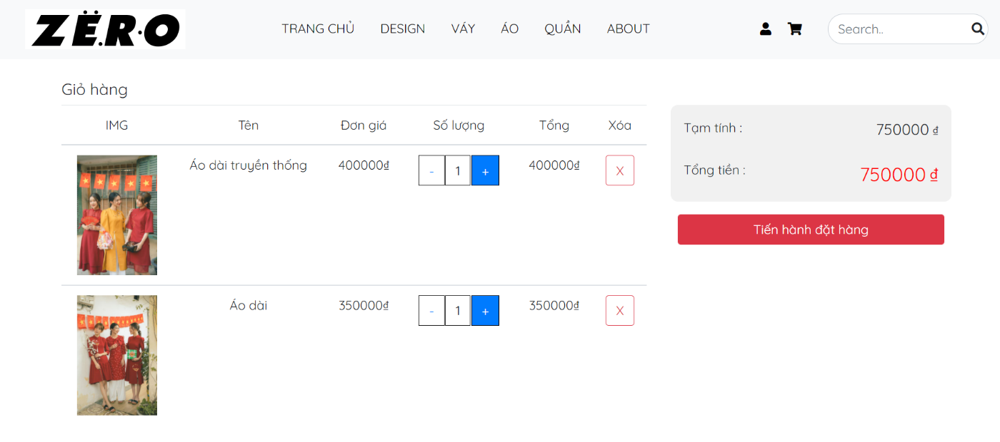 ZËR·O
TRANG CHỦ DESIGN VÁY ÁO QUẦN ABOUT
Search..
Giỏ hàng
IMG Tên Đơn giá Số lượng Tổng Xóa
Áo dài truyền thống 400000₫ - 1 + 400000₫ X
Áo dài 350000₫ - 1 + 350000₫ X
Tạm tính : 750000 ₫
Tổng tiền : 750000 ₫
Tiến hành đặt hàng